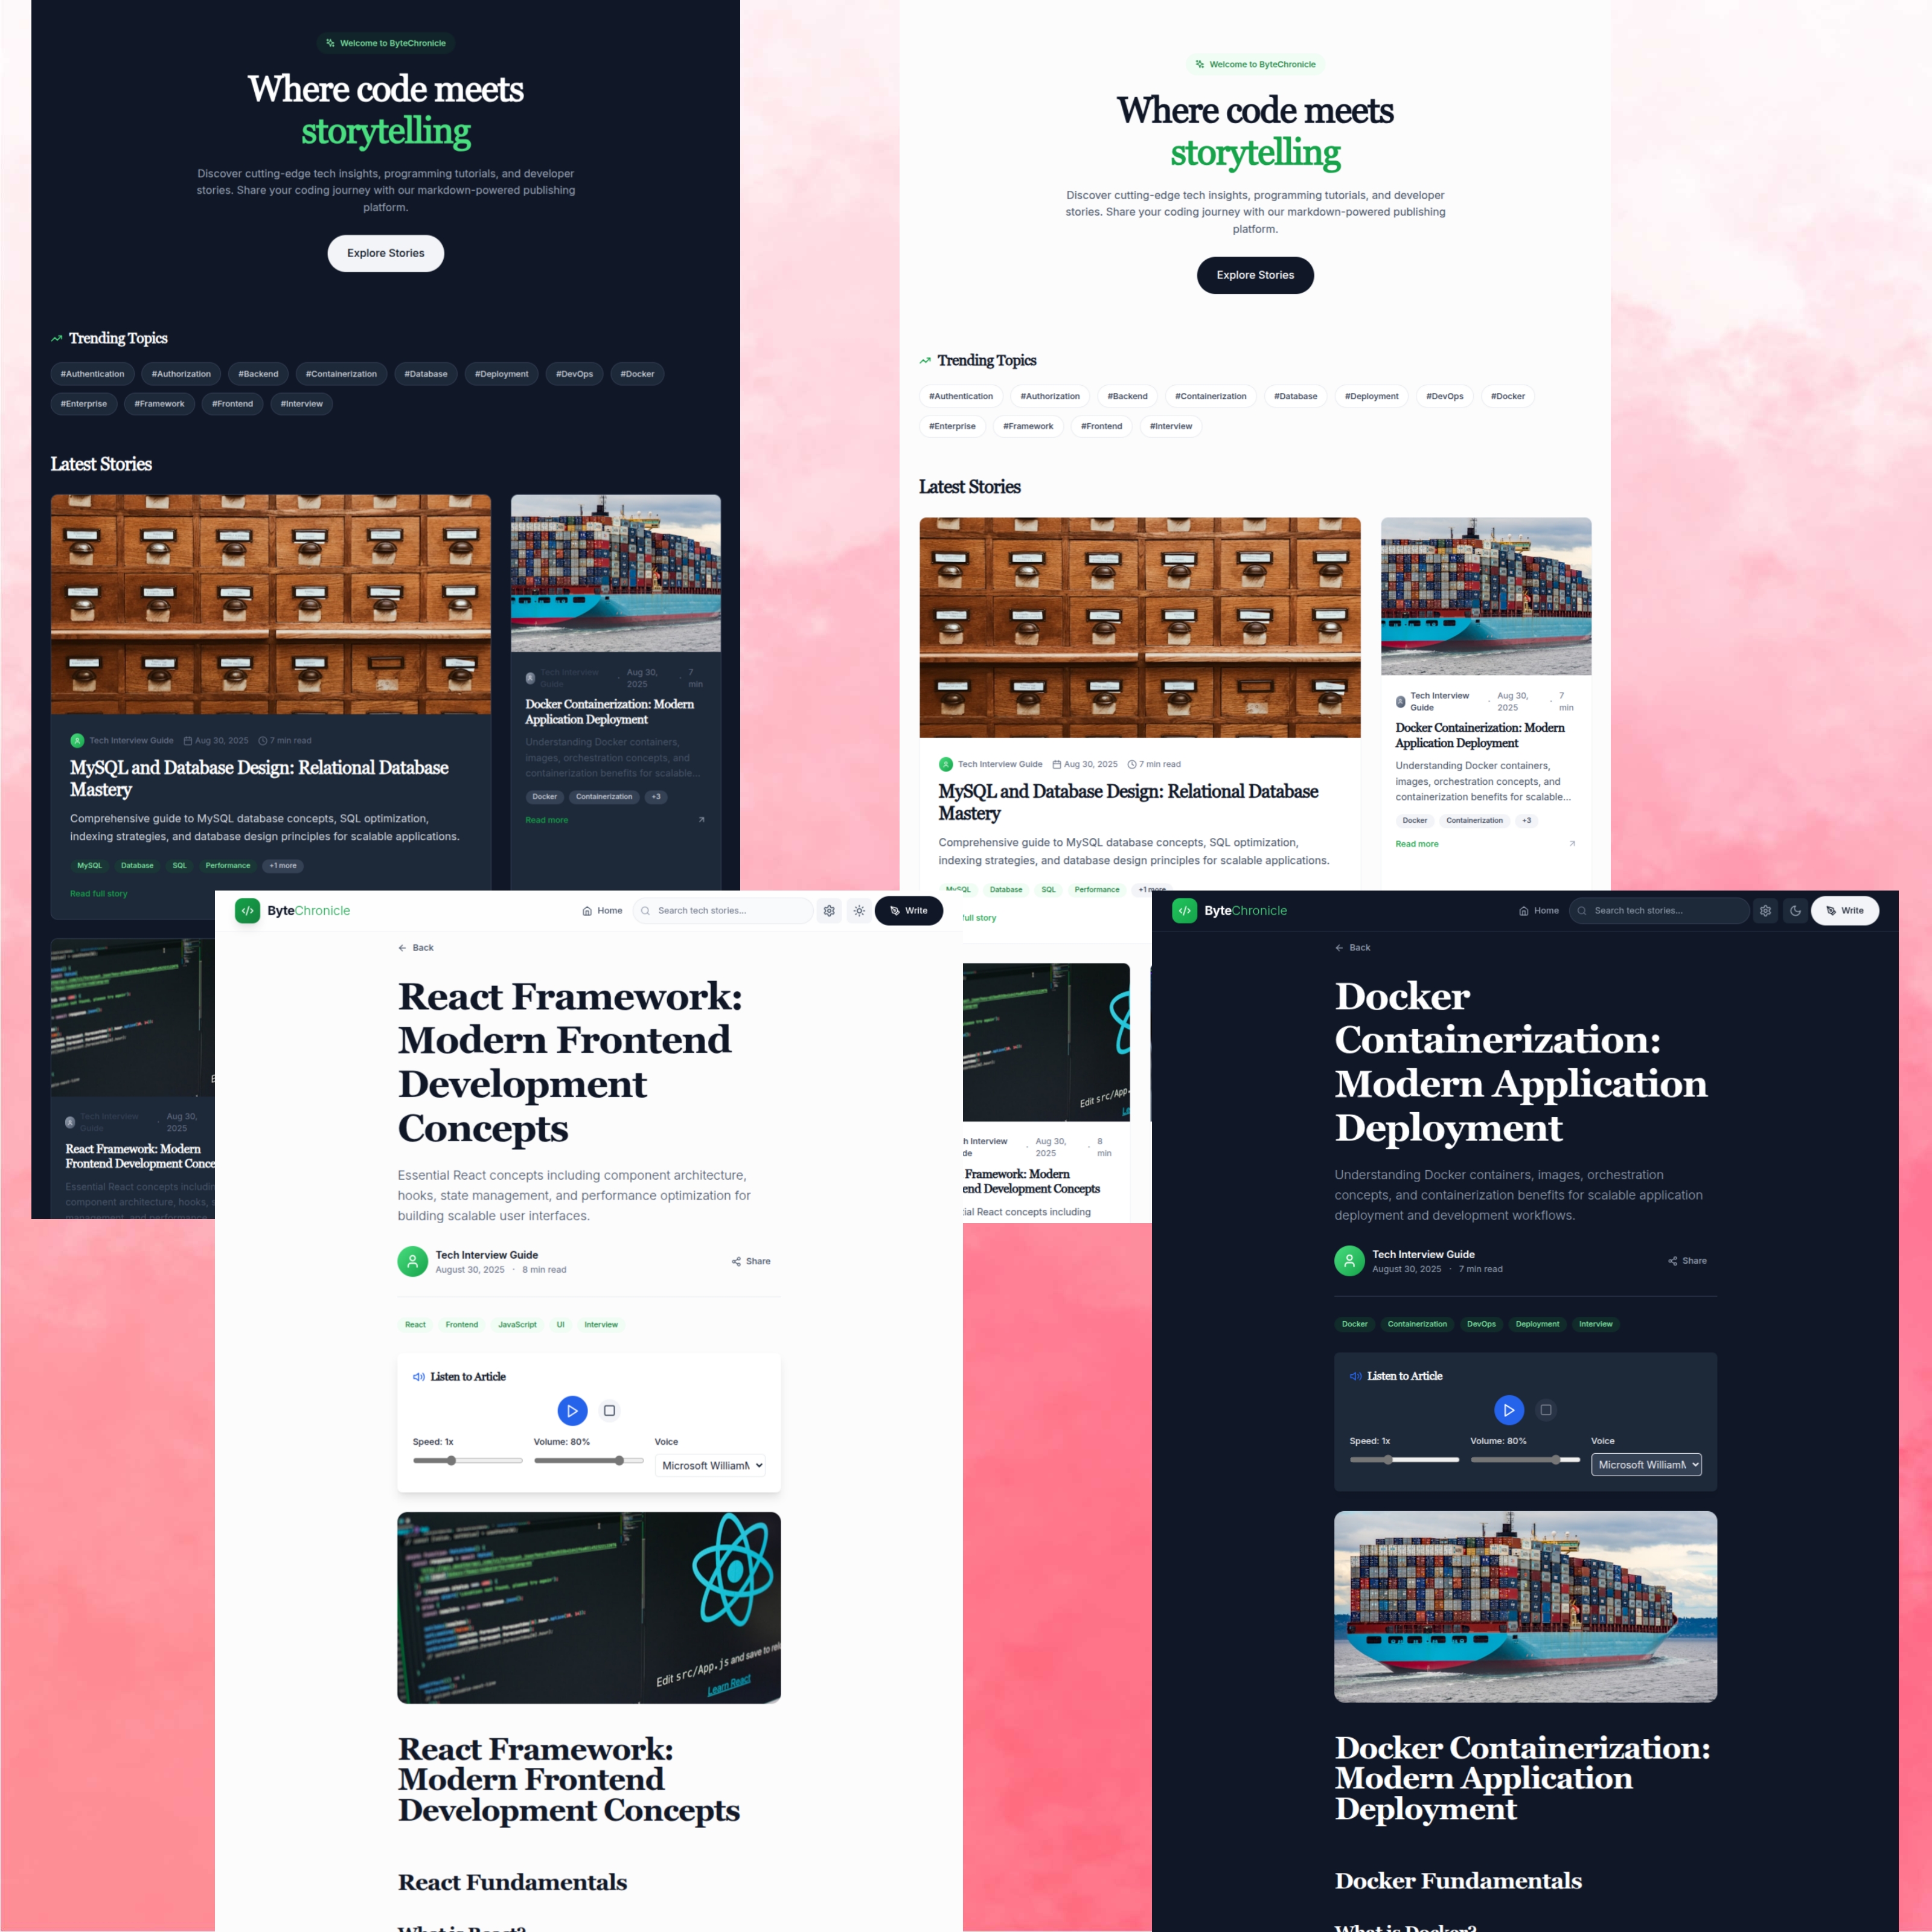 Welcome to ByteChronicle
Where code meets
storytelling
Discover cutting-edge tech insights, programming tutorials, and developer
stories. Share your coding journey with our markdown-powered publishing
platform.
Explore Stories
Trending Topics
#Authentication #Authorization #Backend #Containerization #Database #Deployment #DevOps #Docker
#Enterprise #Framework #Frontend #Interview
Latest Stories
Tech Interview Guide Aug 30, 2025 7 min read
MySQL and Database Design: Relational Database
Mastery
Comprehensive guide to MySQL database concepts, SQL optimization,
indexing strategies, and database design principles for scalable applications.
MySQL Database SQL Performance +1 more
Read full story
Tech Interview
Guide
·
Aug 30,
2025
·
7
min
Docker Containerization: Modern
Application Deployment
Understanding Docker containers,
images, orchestration concepts, and
containerization benefits for scalable...
Docker Containerization +3
Read more
Tech Interview
Guide
·
Aug 30,
2025
React Framework: Modern
Frontend Development Conce
Essential React concepts includin
component architecture, hooks, s
management, and performance
Welcome to ByteChronicle
Where code meets
storytelling
Discover cutting-edge tech insights, programming tutorials, and developer
stories. Share your coding journey with our markdown-powered publishing
platform.
Explore Stories
Trending Topics
#Authentication #Authorization #Backend #Containerization #Database #Deployment #DevOps #Docker
#Enterprise #Framework #Frontend #Interview
Latest Stories
Tech Interview Guide Aug 30, 2025 7 min read
MySQL and Database Design: Relational Database
Mastery
Comprehensive guide to MySQL database concepts, SQL optimization,
indexing strategies, and database design principles for scalable applications.
MySQL Database SQL Performance +1 more
full story
Tech Interview
Guide
·
Aug 30,
2025
·
7
min
Docker Containerization: Modern
Application Deployment
Understanding Docker containers,
images, orchestration concepts, and
containerization benefits for scalable...
Docker Containerization +3
Read more
Edit src/App.
h Interview
de
·
Aug 30,
2025
·
8
min
Framework: Modern
end Development Concepts
ial React concepts including
ByteChronicle Home Search tech stories... Write
Back
React Framework:
Modern Frontend
Development
Concepts
Essential React concepts including component architecture,
hooks, state management, and performance optimization for
building scalable user interfaces.
Tech Interview Guide
August 30, 2025 · 8 min read
Share
React Frontend JavaScript UI Interview
Listen to Article
Speed: 1x Volume: 80% Voice
Microsoft William
Edit src/App.js and save to rel
Learn React
React Framework:
Modern Frontend
Development Concepts
React Fundamentals
What is React?
ByteChronicle Home Search tech stories... Write
Back
Docker
Containerization:
Modern Application
Deployment
Understanding Docker containers, images, orchestration
concepts, and containerization benefits for scalable application
deployment and development workflows.
Tech Interview Guide
August 30, 2025 · 7 min read
Share
Docker Containerization DevOps Deployment Interview
Listen to Article
Speed: 1x Volume: 80% Voice
Microsoft William
Docker Containerization:
Modern Application
Deployment
Docker Fundamentals
What is Docker?